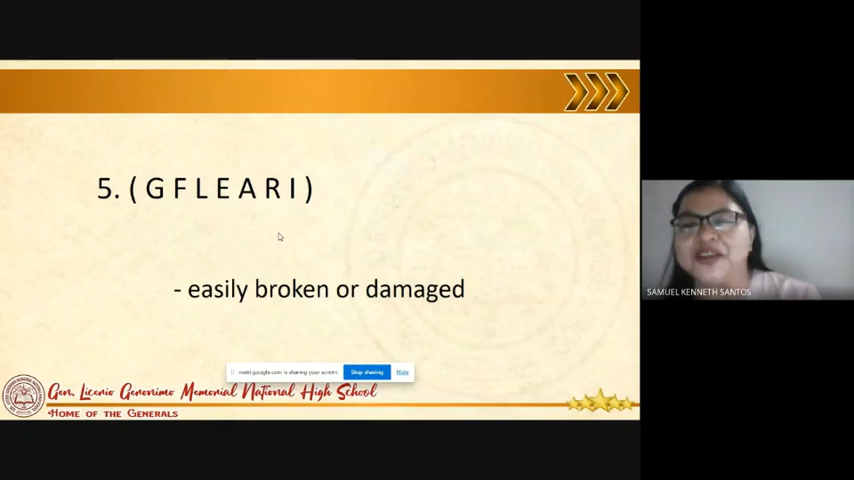 5. ( G F L E A R I )
- easily broken or damaged
meet.google.com is sharing your screen.
Stop sharing
Hide
Gen. Licerio Geronimo Memorial National High School
Home of the Generals
SAMUEL KENNETH SANTOS